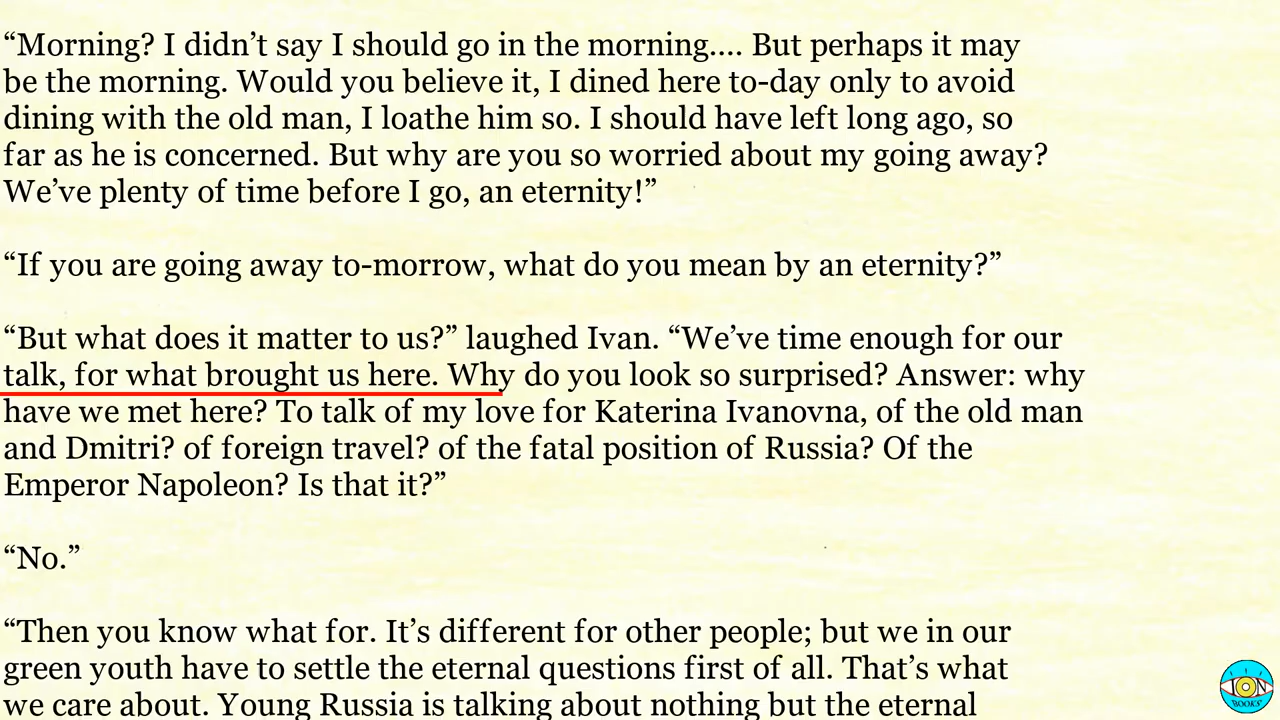 “Morning? I didn’t say I should go in the morning.... But perhaps it may
be the morning. Would you believe it, I dined here to-day only to avoid
dining with the old man, I loathe him so. I should have left long ago, so
far as he is concerned. But why are you so worried about my going away?
We’ve plenty of time before I go, an eternity!”
“If you are going away to-morrow, what do you mean by an eternity?”
“But what does it matter to us?” laughed Ivan. “We’ve time enough for our
talk, for what brought us here. Why do you look so surprised? Answer: why
have we met here? To talk of my love for Katerina Ivanovna, of the old man
and Dmitri? of foreign travel? of the fatal position of Russia? Of the
Emperor Napoleon? Is that it?”
“No.”
“Then you know what for. It’s different for other people; but we in our
green youth have to settle the eternal questions first of all. That’s what
we care about. Young Russia is talking about nothing but the eternal
ION
BOOKS